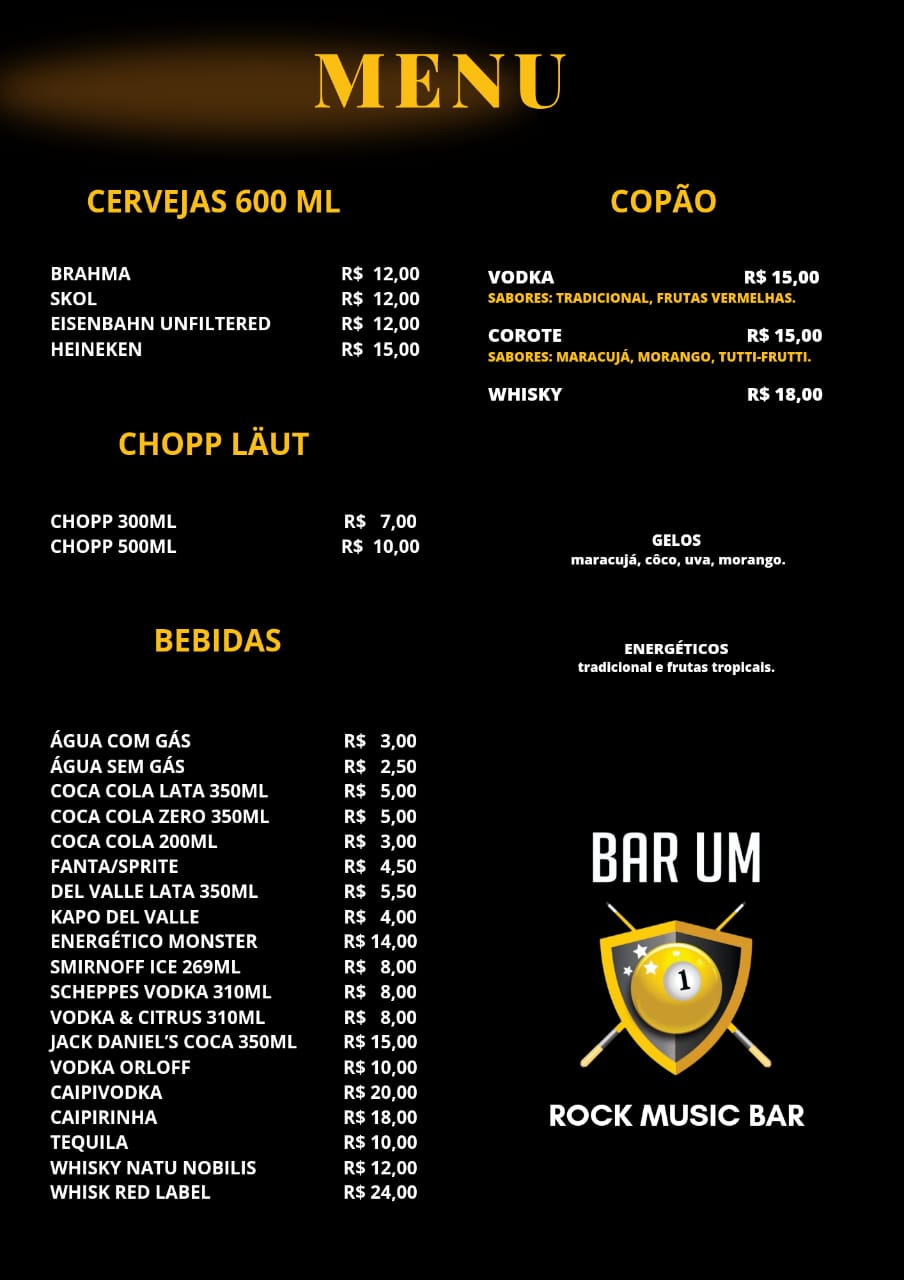 MENU
CERVEJAS 600 ML
BRAHMA R$ 12,00
SKOL R$ 12,00
EISENBAHN UNFILTERED R$ 12,00
HEINEKEN R$ 15,00
CHOPP LÄUT
CHOPP 300ML R$ 7,00
CHOPP 500ML R$ 10,00
BEBIDAS
ÁGUA COM GÁS R$ 3,00
ÁGUA SEM GÁS R$ 2,50
COCA COLA LATA 350ML R$ 5,00
COCA COLA ZERO 350ML R$ 5,00
COCA COLA 200ML R$ 3,00
FANTA/SPRITE R$ 4,50
DEL VALLE LATA 350ML R$ 5,50
KAPO DEL VALLE R$ 4,00
ENERGÉTICO MONSTER R$ 14,00
SMIRNOFF ICE 269ML R$ 8,00
SCHEPPES VODKA 310ML R$ 8,00
VODKA & CITRUS 310ML R$ 8,00
JACK DANIEL’S COCA 350ML R$ 15,00
VODKA ORLOFF R$ 10,00
CAIPIVODKA R$ 20,00
CAIPIRINHA R$ 18,00
TEQUILA R$ 10,00
WHISKY NATU NOBILIS R$ 12,00
WHISK RED LABEL R$ 24,00
COPÃO
VODKA R$ 15,00
SABORES: TRADICIONAL, FRUTAS VERMELHAS.
COROTE R$ 15,00
SABORES: MARACUJÁ, MORANGO, TUTTI-FRUTTI.
WHISKY R$ 18,00
GELOS
maracujá, côco, uva, morango.
ENERGÉTICOS
tradicional e frutas tropicais.
BAR UM
1
ROCK MUSIC BAR